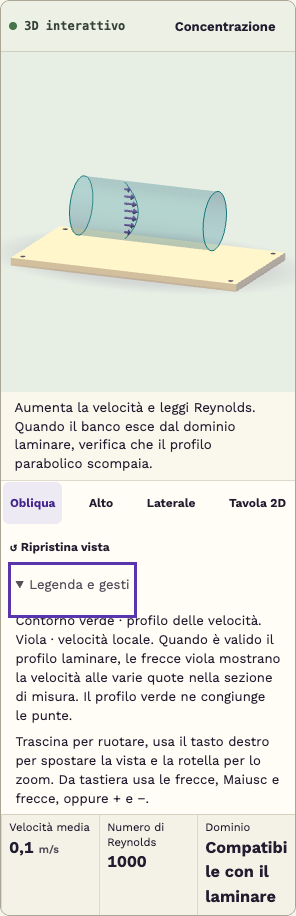 3D interattivo
Concentrazione
Aumenta la velocità e leggi Reynolds.
Quando il banco esce dal dominio
laminare, verifica che il profilo
parabolico scompaia.
Obliqua Alto Laterale Tavola 2D
↺ Ripristina vista
▼ Legenda e gesti
Contorno verde · profilo delle velocità.
Viola · velocità locale. Quando è valido il
profilo laminare, le frecce viola mostrano
la velocità alle varie quote nella sezione
di misura. Il profilo verde ne congiunge
le punte.
Trascina per ruotare, usa il tasto destro
per spostare la vista e la rotella per lo
zoom. Da tastiera usa le frecce, Maiusc e
frecce, oppure + e −.
Velocità media
0,1 m/s
Numero di
Reynolds
1000
Dominio
Compatibi
le con il
laminare